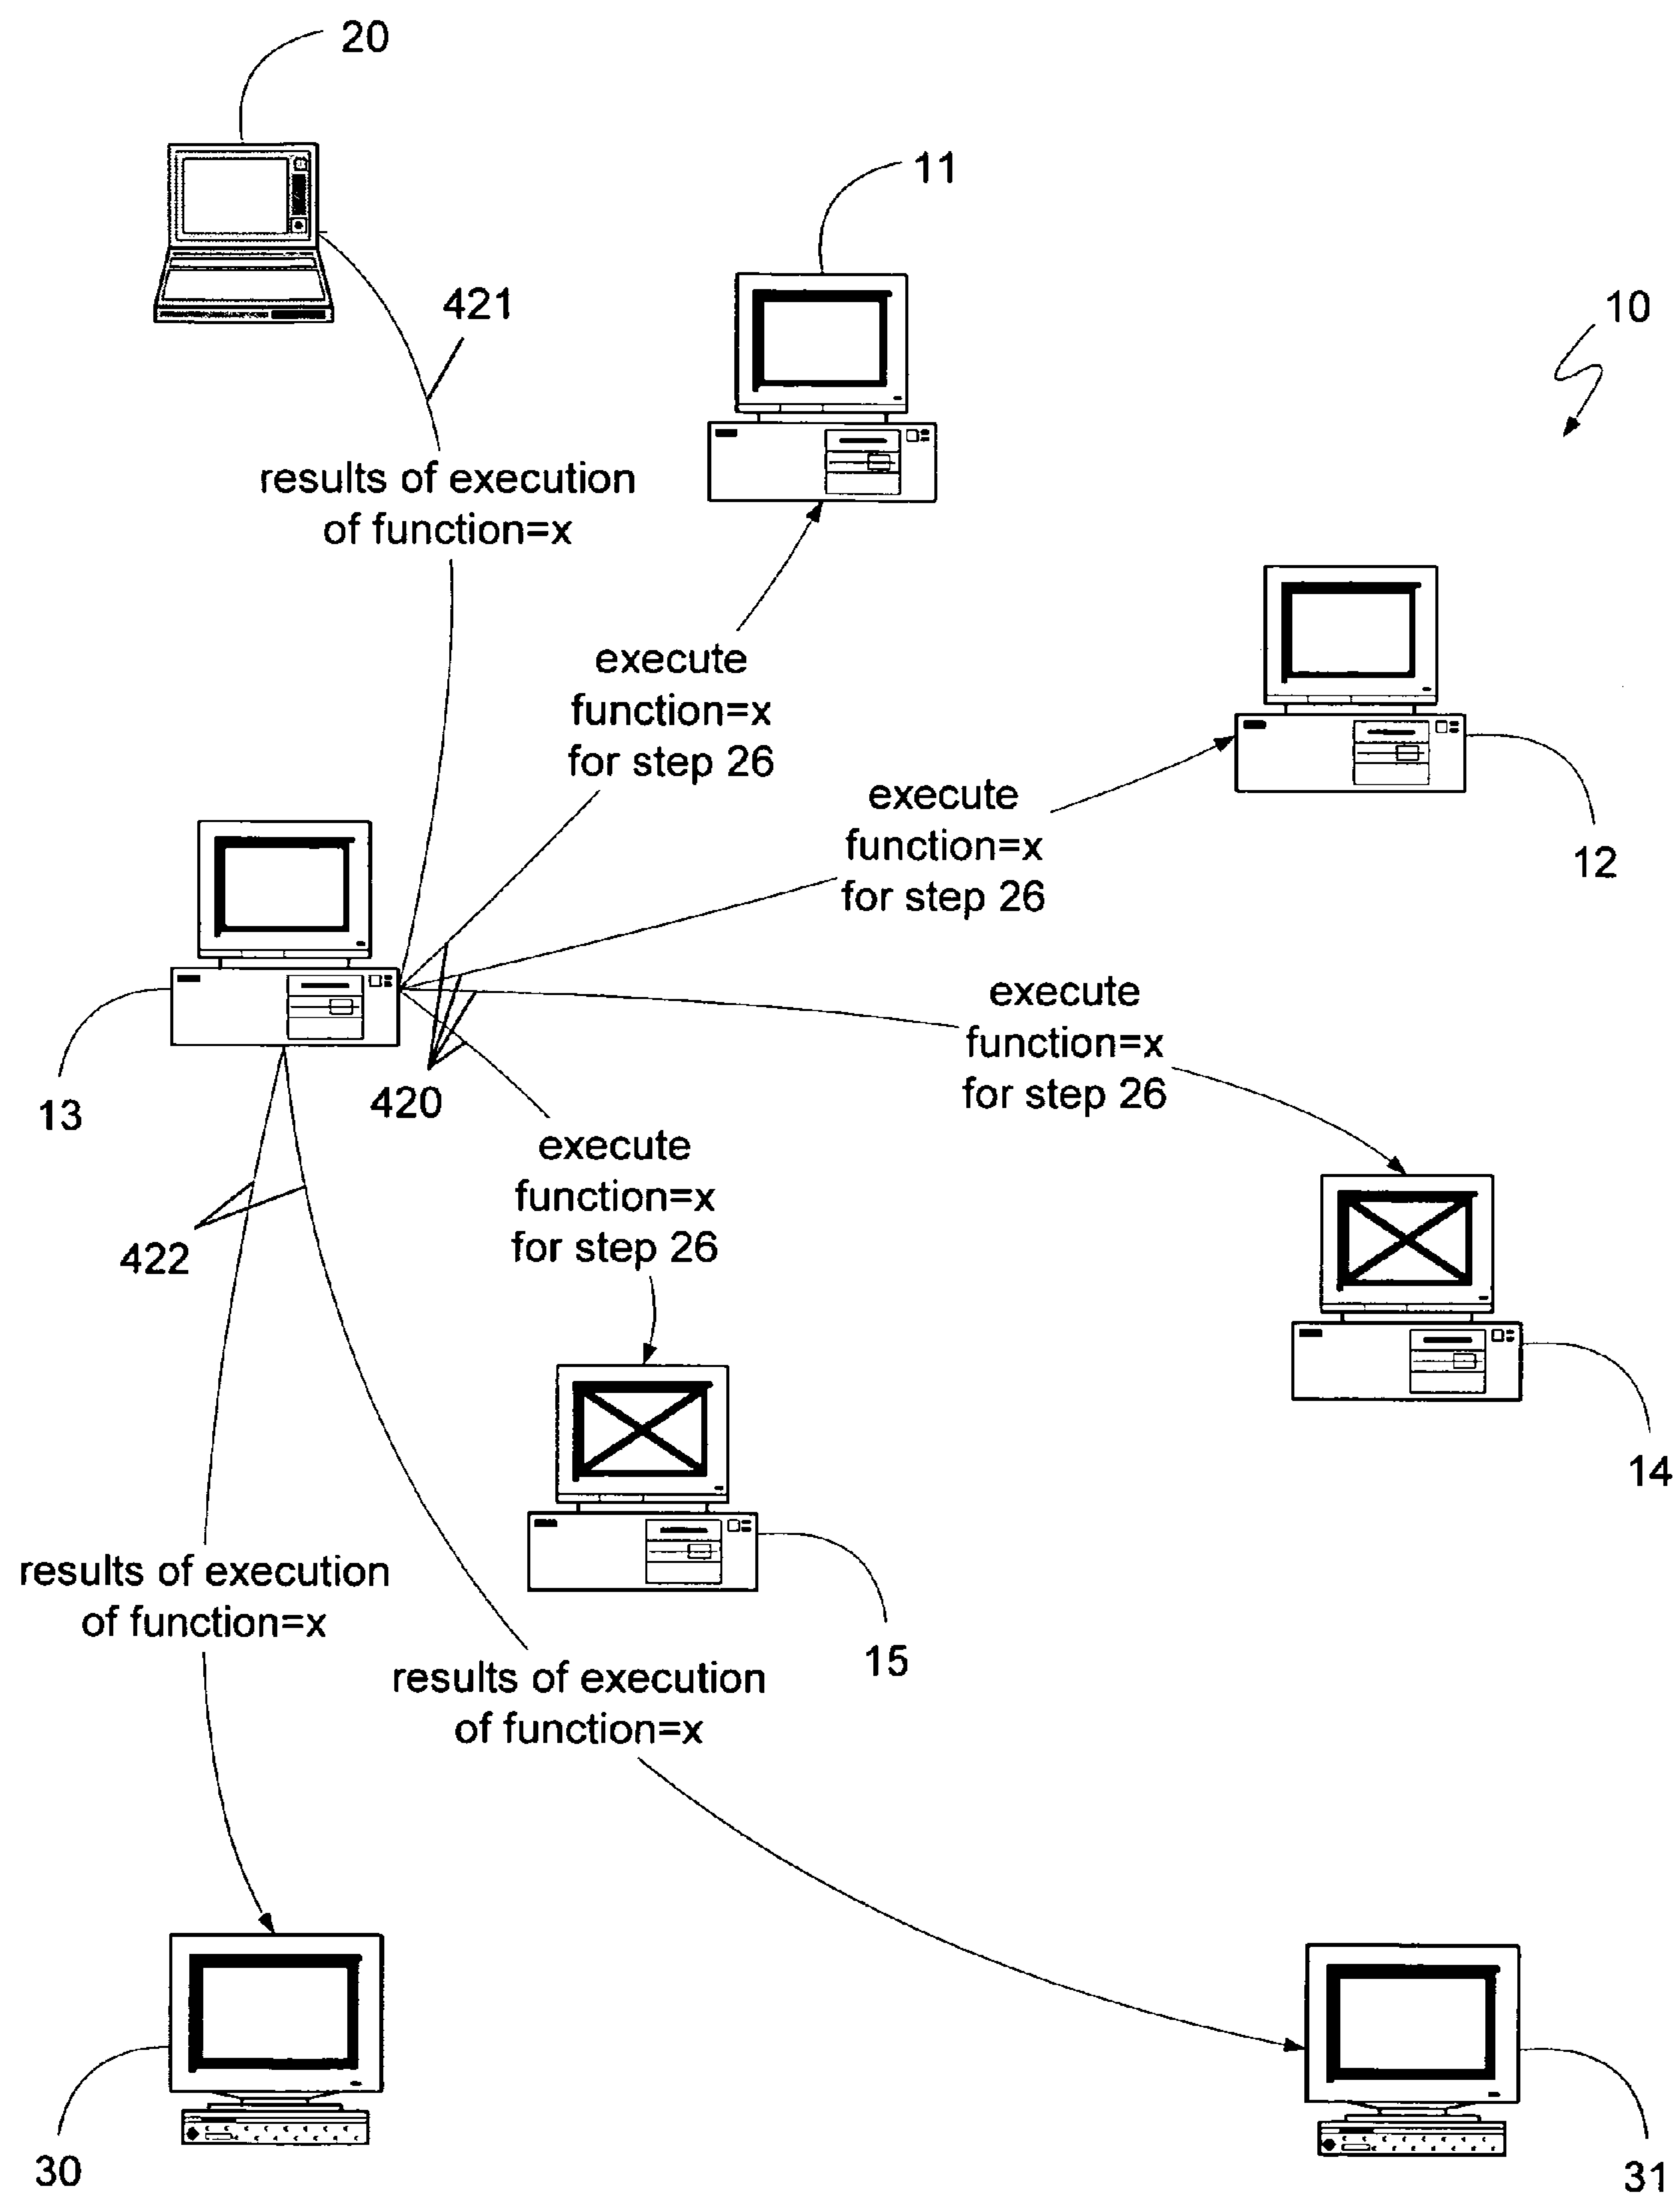 20
11
10
421
results of execution
of function=x
execute
function=x
for step 26
execute
function=x
for step 26
12
execute
function=x
for step 26
13
420
execute
function=x
for step 26
422
14
results of execution
of function=x
15
results of execution
of function=x
30
31